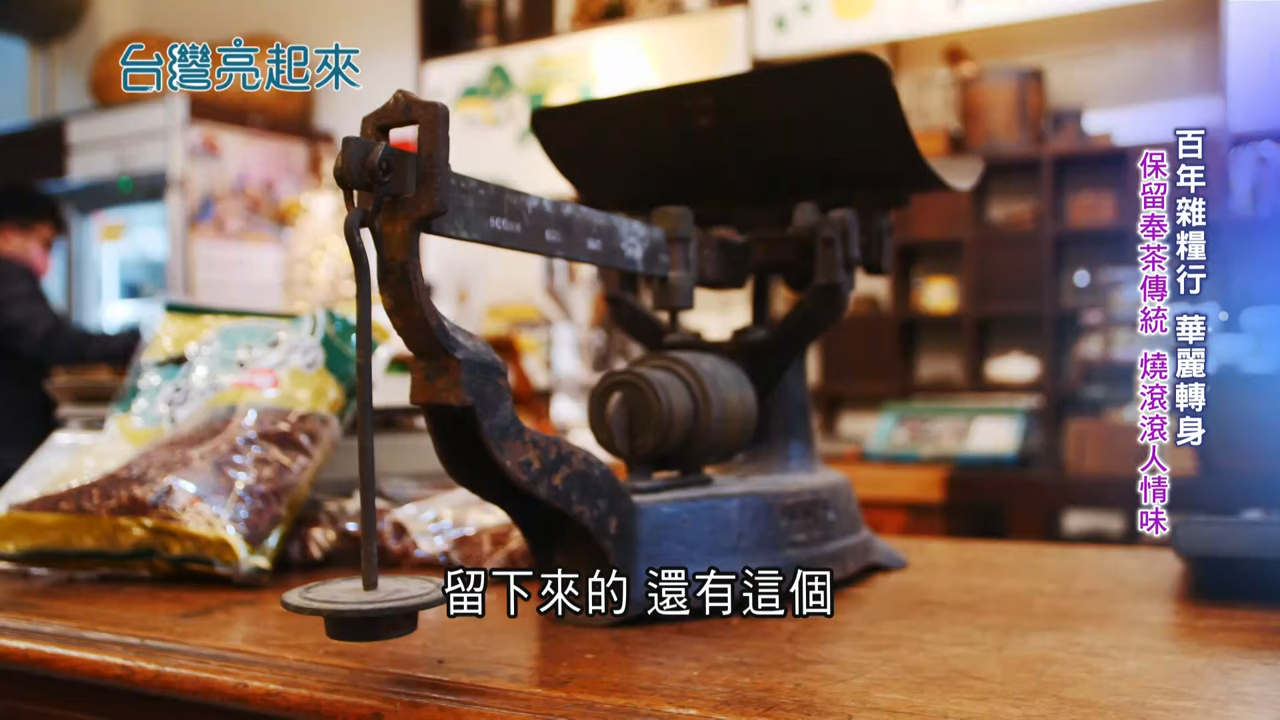 台灣亮起來
百年雜糧行 華麗轉身
保留奉茶傳統 燒滾滾人情味
留下來的 還有這個